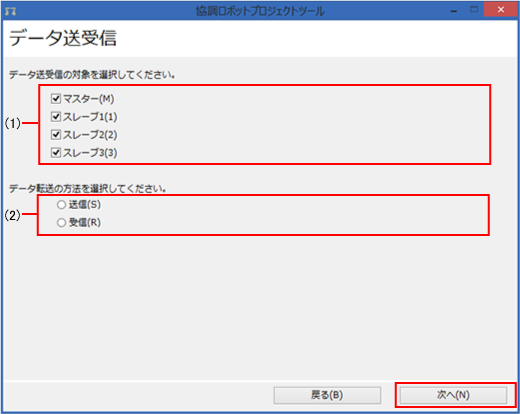 協調ロボットプロジェクトツール
データ送受信
データ送受信の対象を選択してください。
(1)
マスター(M)
スレーブ1(1)
スレーブ2(2)
スレーブ3(3)
データ転送の方法を選択してください。
(2)
送信(S)
受信(R)
戻る(B)
次へ(N)